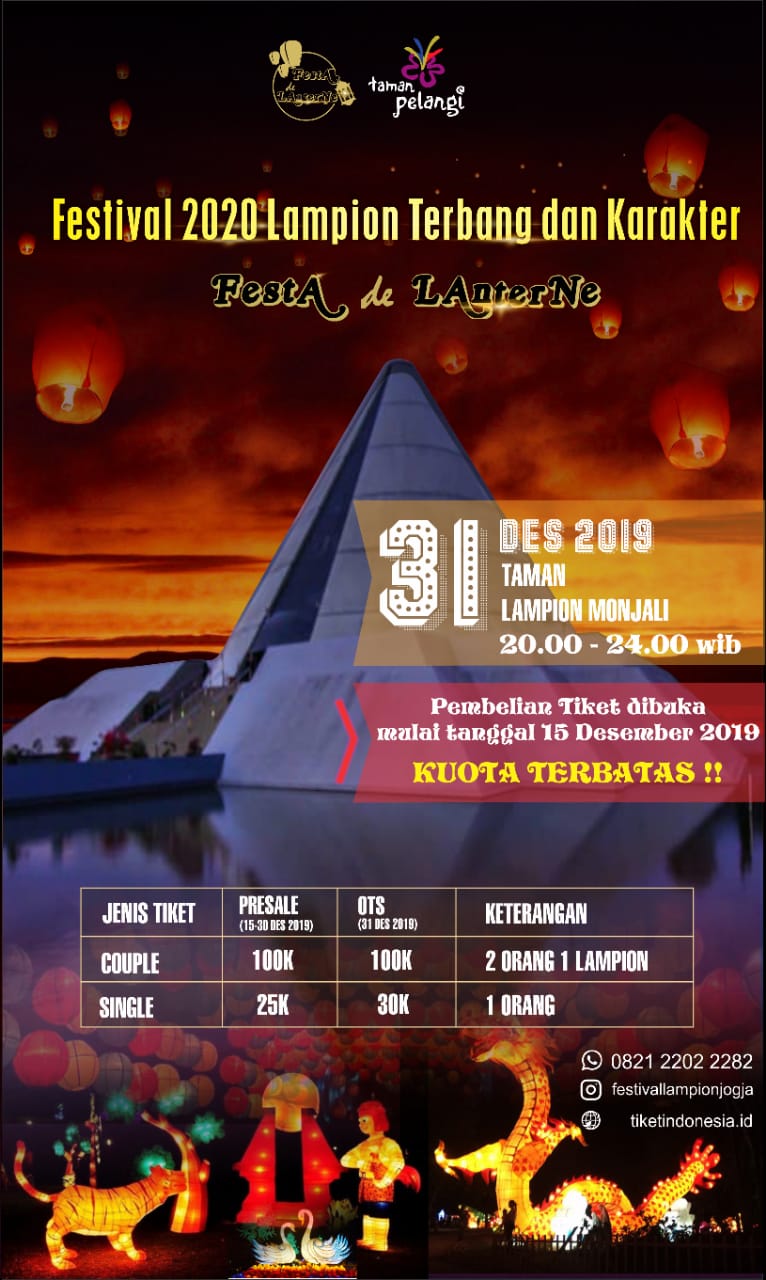 FestA
de
LAnterNe
taman
pelangi
Festival 2020 Lampion Terbang dan Karakter
FestA de LAnterNe
31
DES 2019
TAMAN
LAMPION MONJALI
20.00 - 24.00 wib
Pembelian Tiket dibuka
mulai tanggal 15 Desember 2019
KUOTA TERBATAS !!
JENIS TIKET PRESALE (15-30 DES 2019) OTS (31 DES 2019) KETERANGAN
COUPLE 100K 100K 2 ORANG 1 LAMPION
SINGLE 25K 30K 1 ORANG
0821 2202 2282
festivallampionjogja
tiketindonesia.id